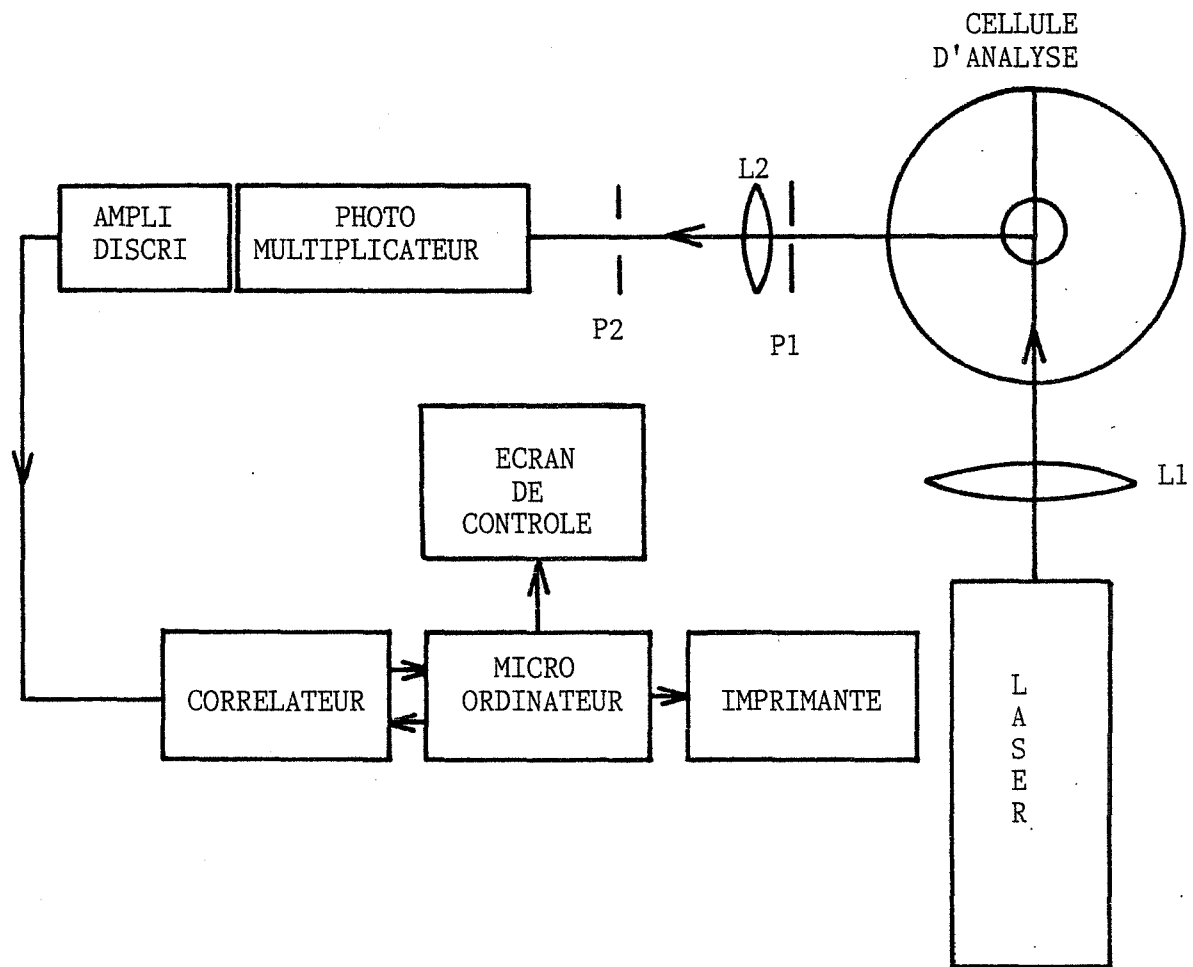 CELLULE
D'ANALYSE
L2
AMPLI
DISCRI
PHOTO
MULTIPLICATEUR
P2
P1
ECRAN
DE
CONTROLE
L1
CORRELATEUR
MICRO
ORDINATEUR
IMPRIMANTE
L
A
S
E
R